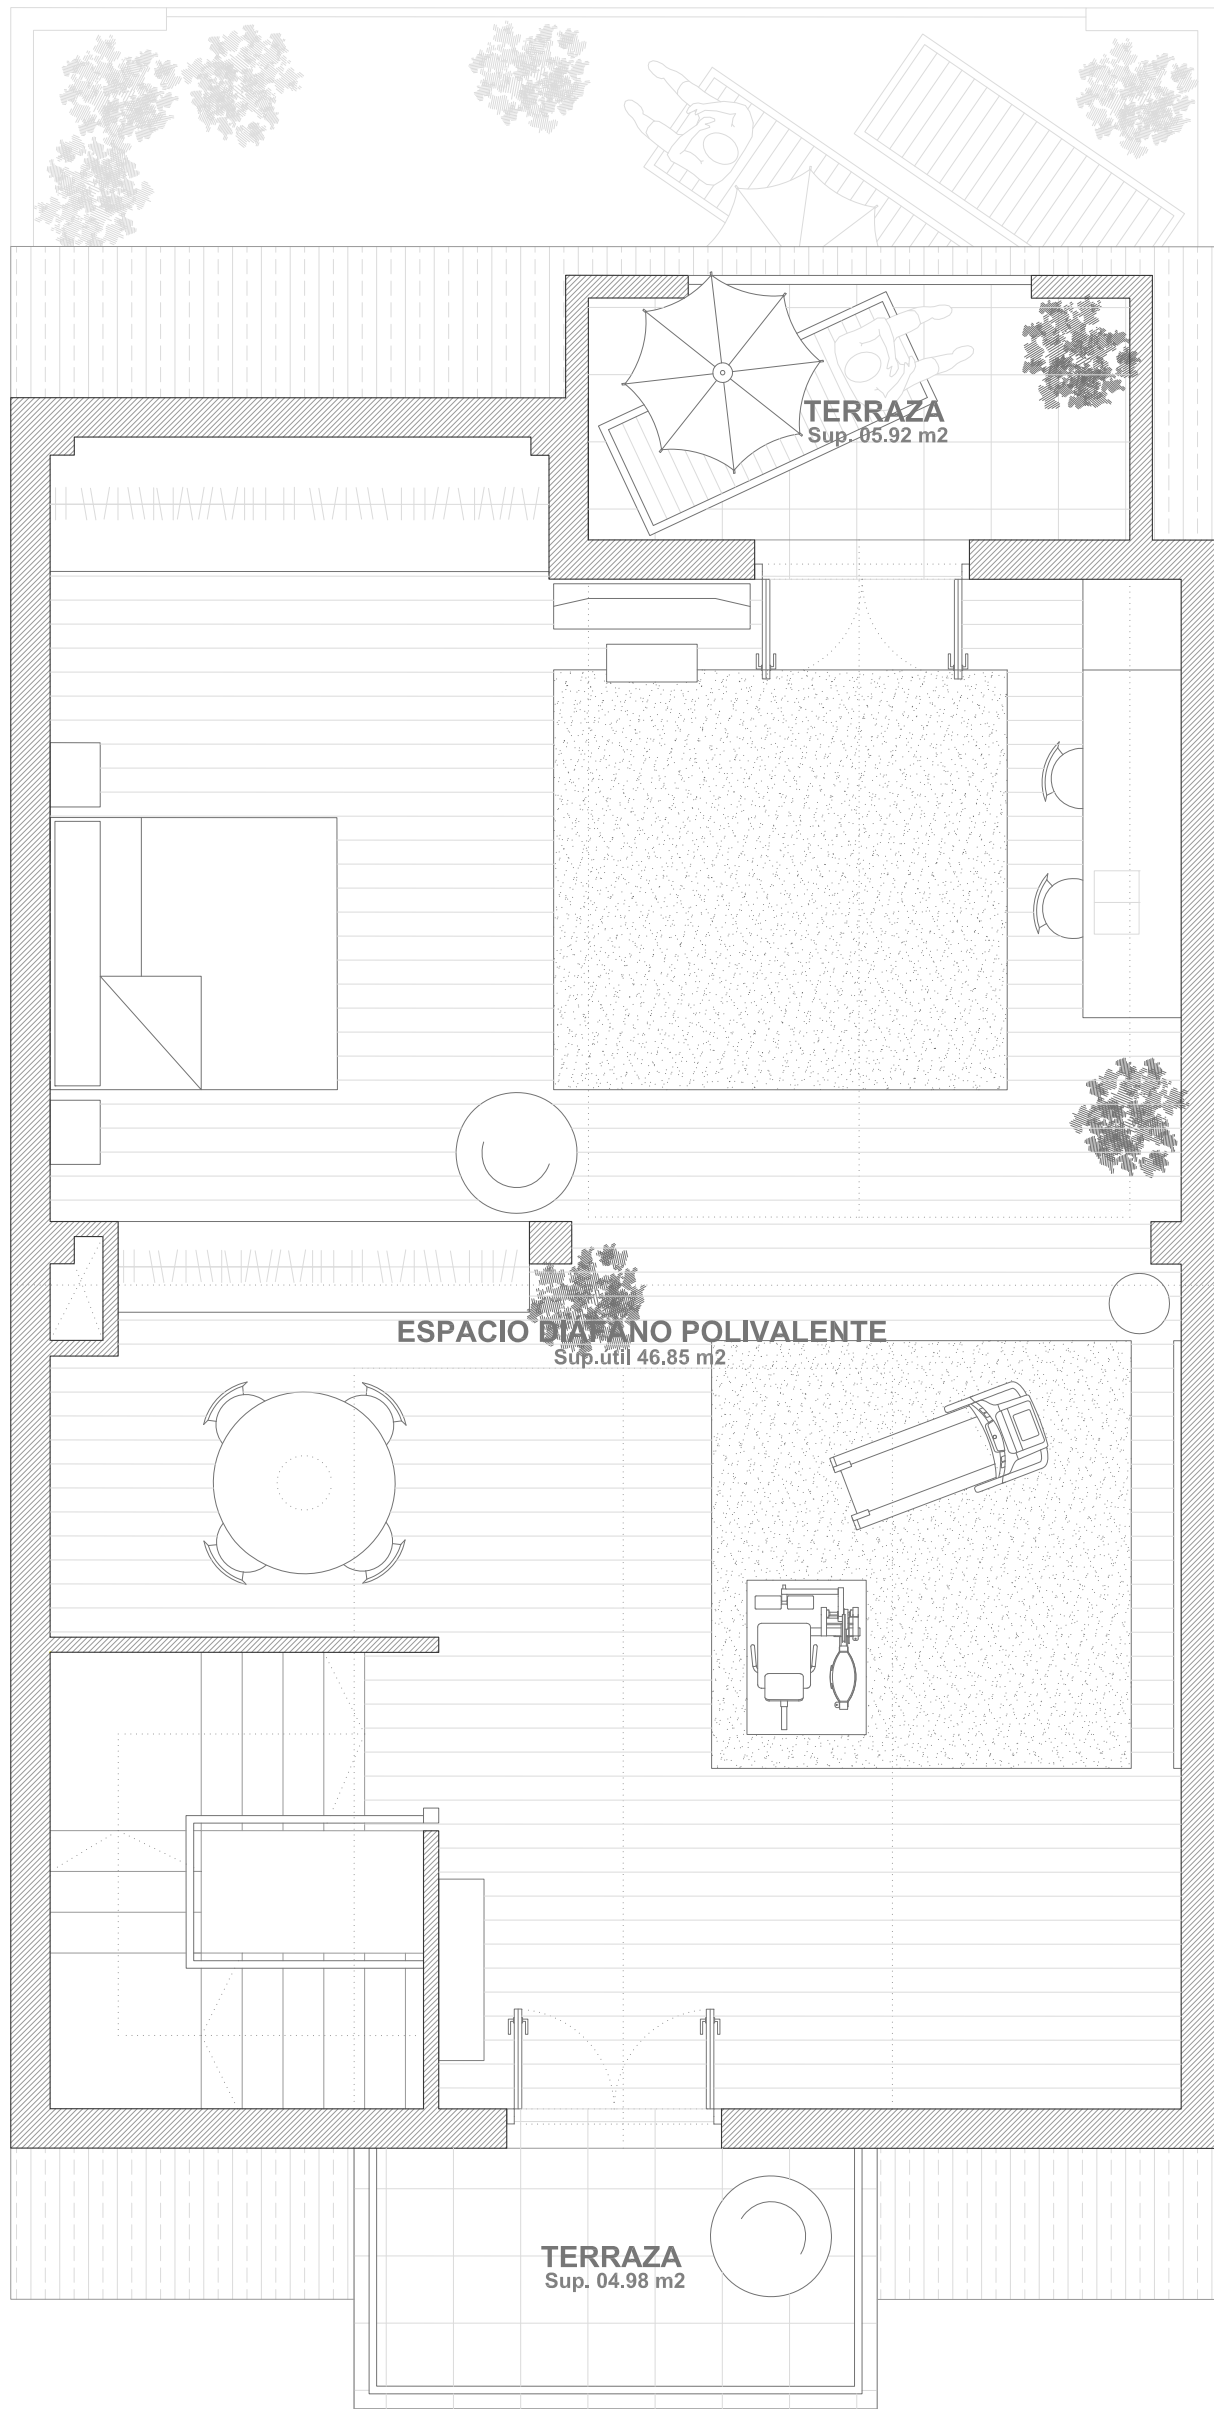 TERRAZA
Sup. 05.92 m2
ESPACIO DIAFANO POLIVALENTE
Sup.util 46.85 m2
TERRAZA
Sup. 04.98 m2